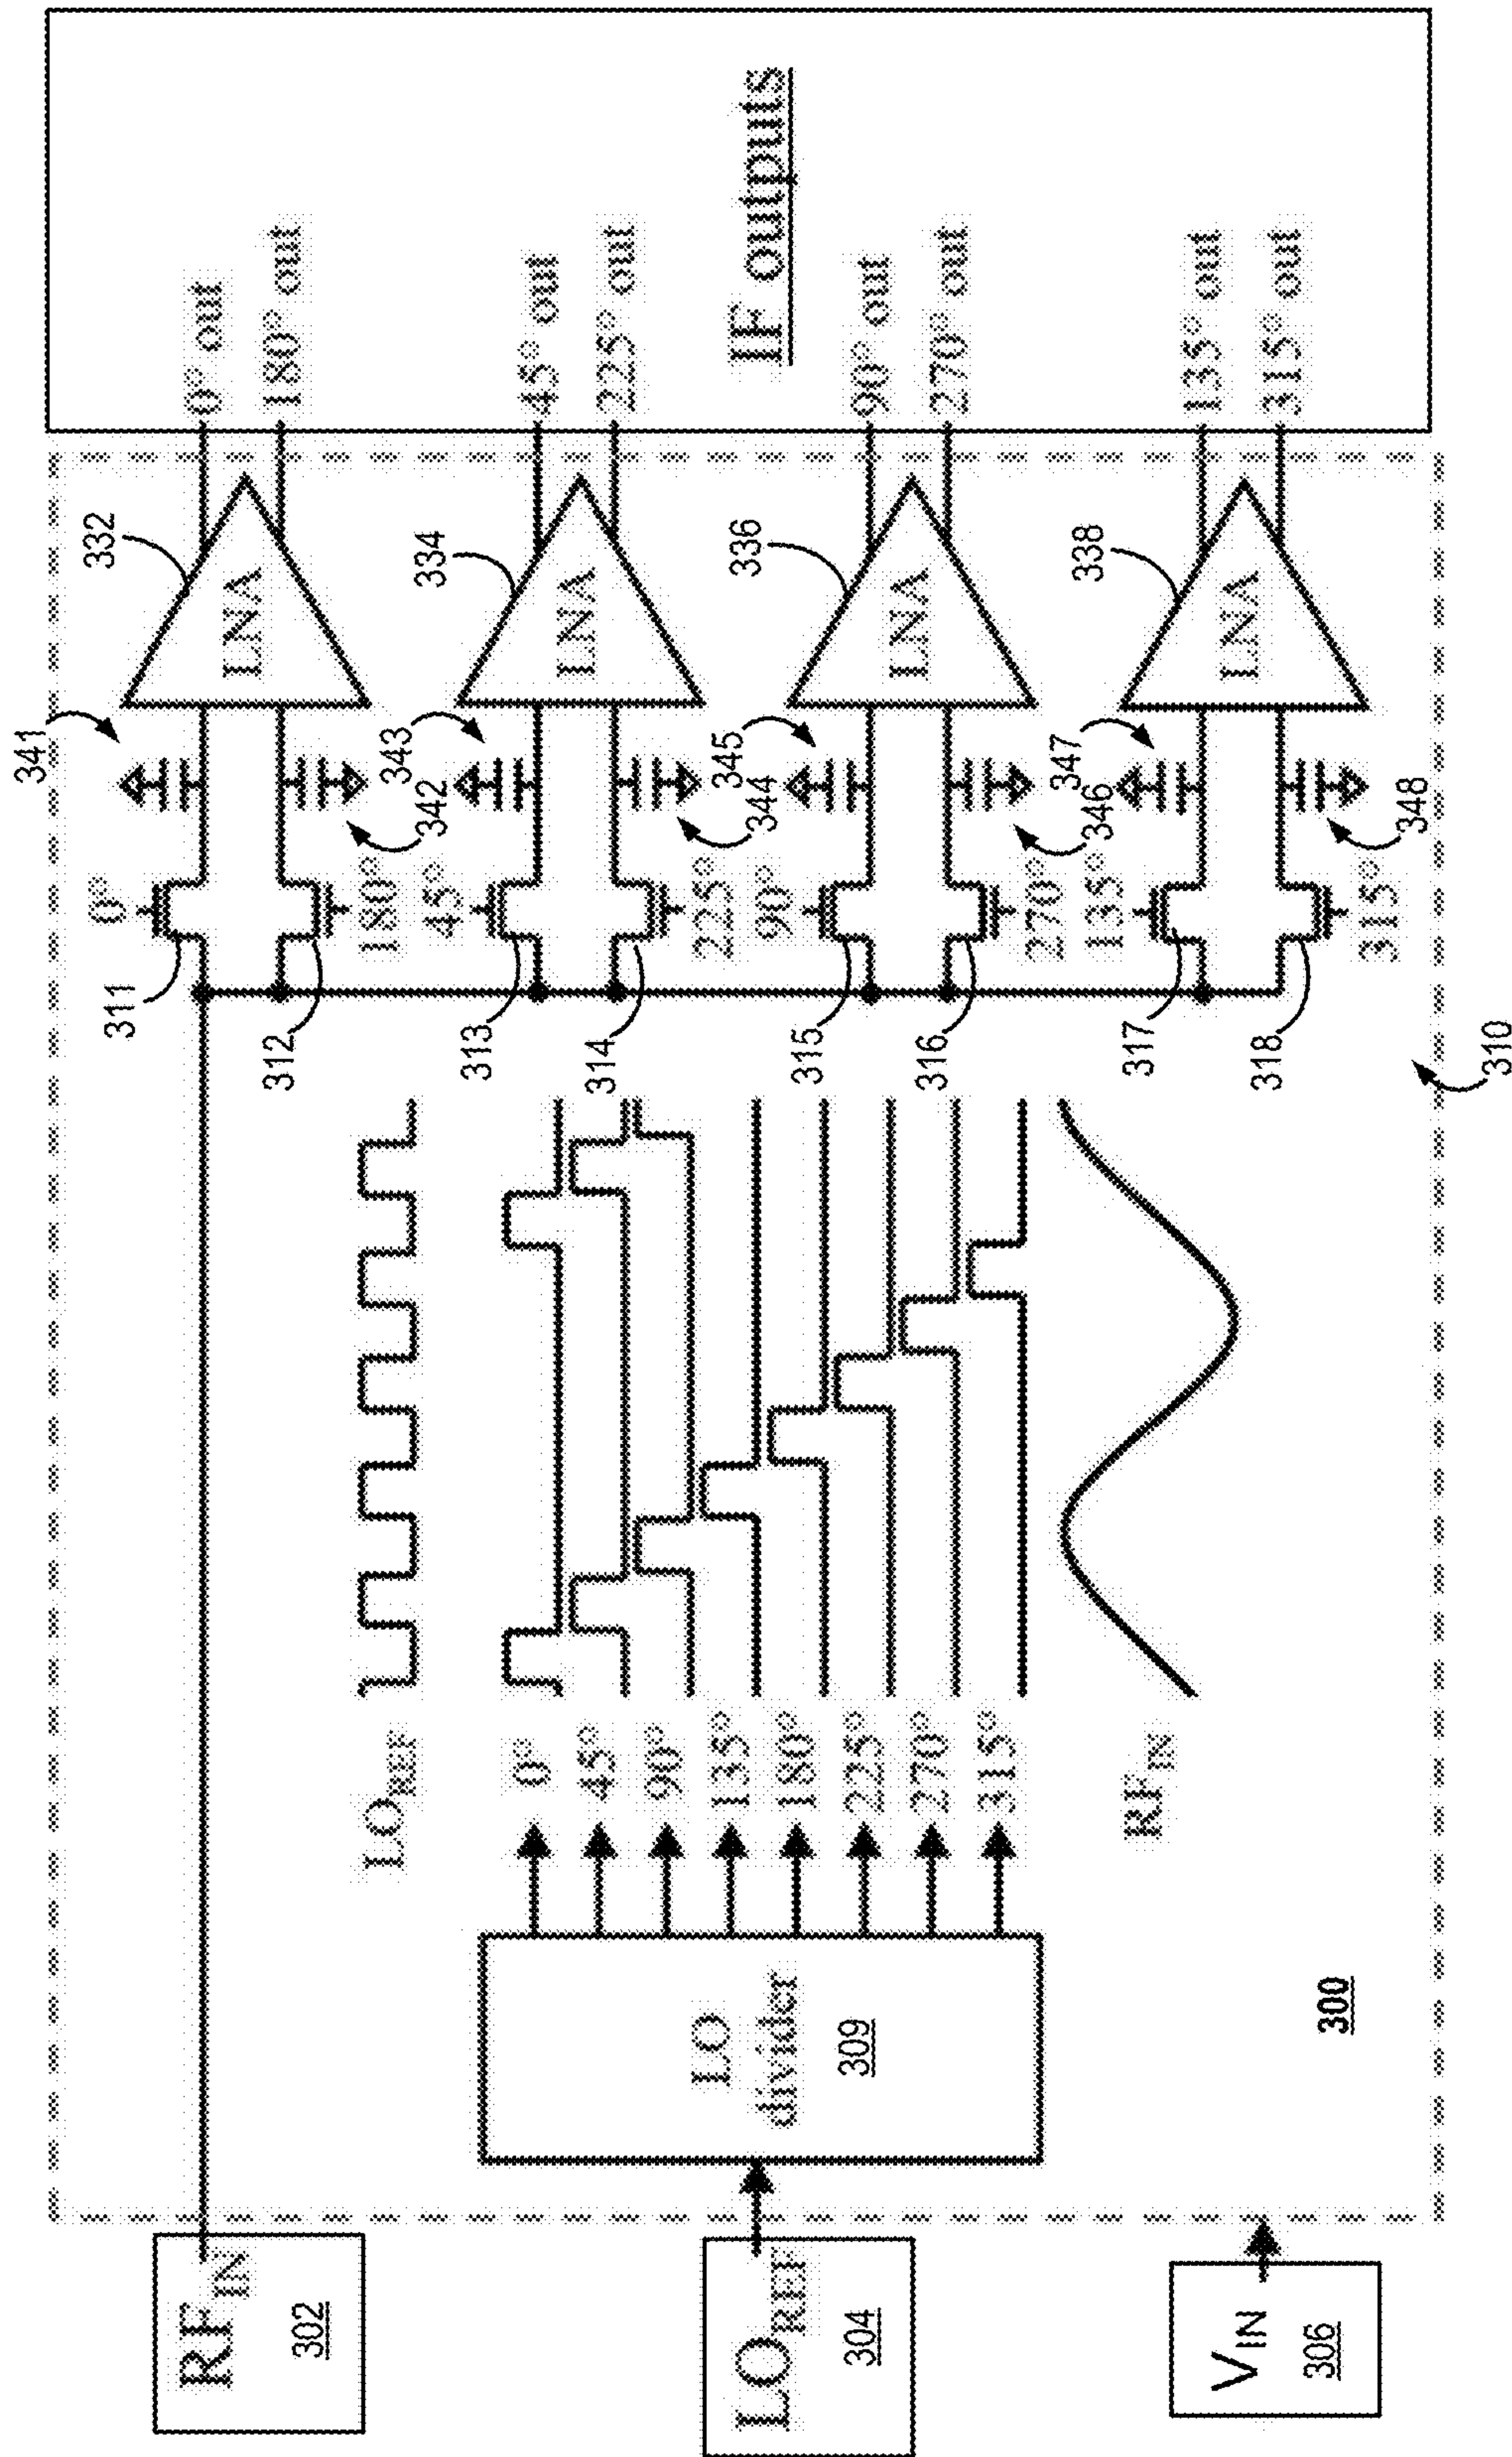 RF_IN
302
LO_REF
304
V_IN
306
LO
divider
309
300
LO_REF
0°
45°
90°
135°
180°
225°
270°
315°
RF_IN
310
311
312
313
314
315
316
317
318
0°
180°
45°
225°
90°
270°
135°
315°
341
342
343
344
345
346
347
348
332
LNA
334
LNA
336
LNA
338
LNA
0° out
180° out
45° out
225° out
90° out
270° out
135° out
315° out
IF outputs